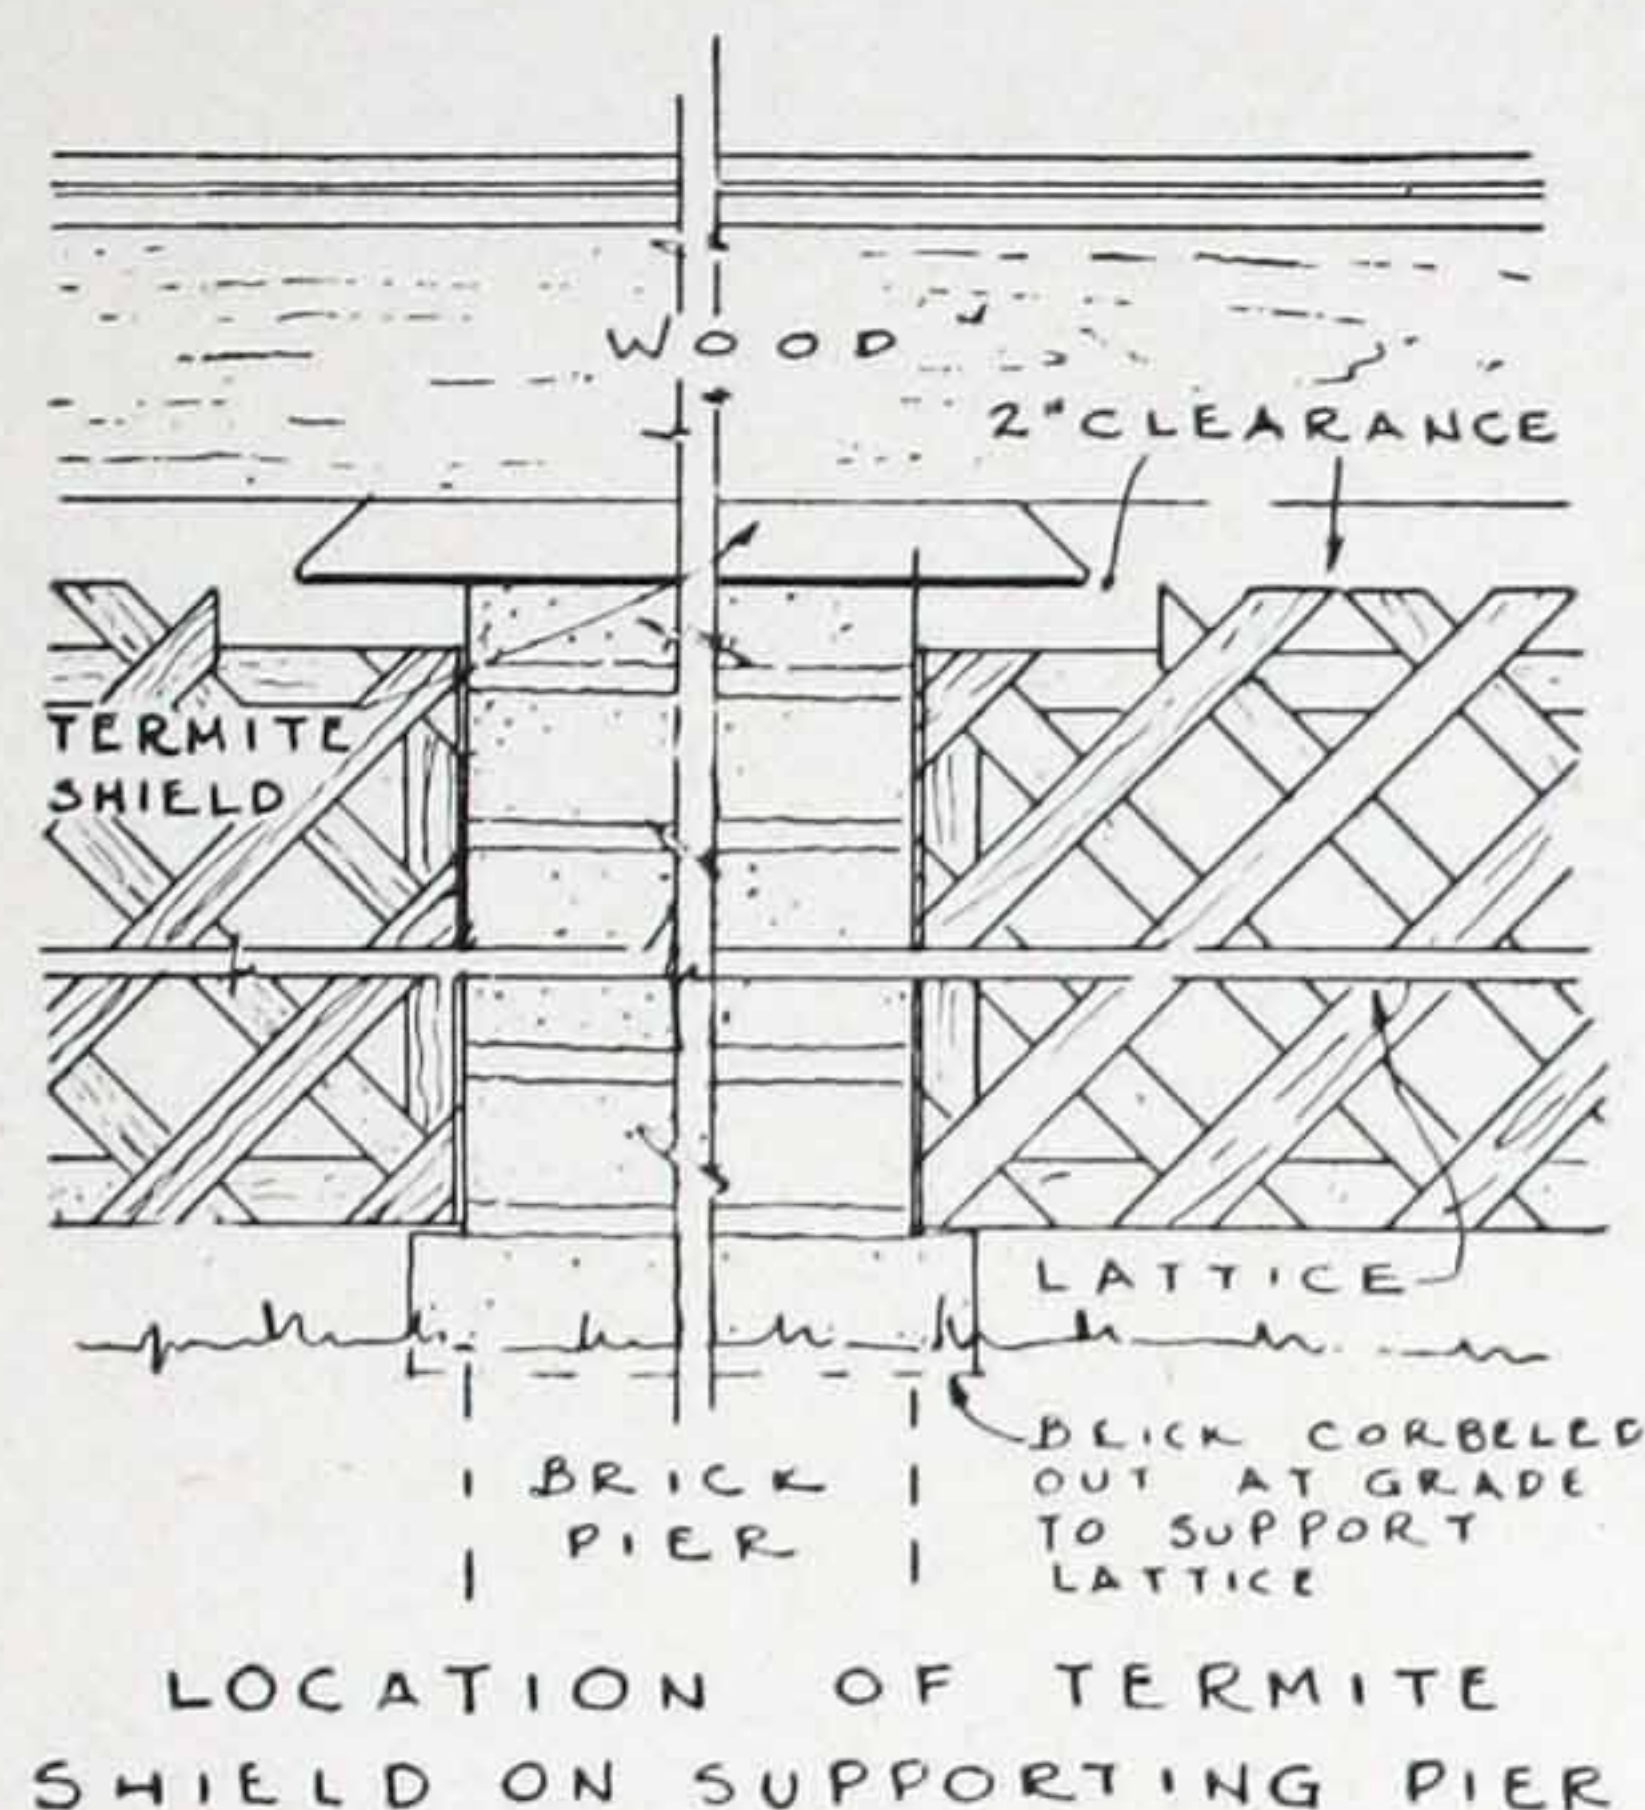 WOOD
2" CLEARANCE
TERMITE
SHIELD
LATTICE
BRICK CORBELED
OUT AT GRADE
TO SUPPORT
LATTICE
BRICK
PIER
LOCATION OF TERMITE
SHIELD ON SUPPORTING PIER